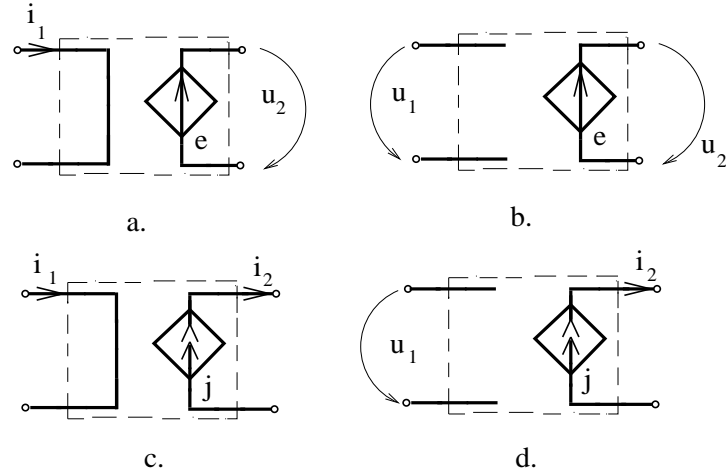 i₁
u₂
e
a.
u₁
e
u₂
b.
i₁
i₂
j
c.
u₁
i₂
j
d.